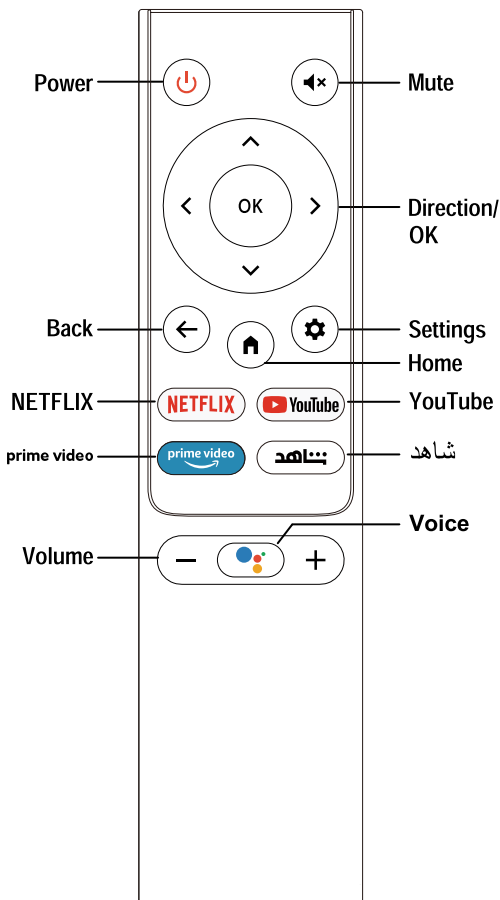 Power
Mute
OK
Direction/
OK
Back
Settings
Home
NETFLIX
NETFLIX
YouTube
YouTube
prime video
prime video
شاهد
شاهد
Voice
Volume